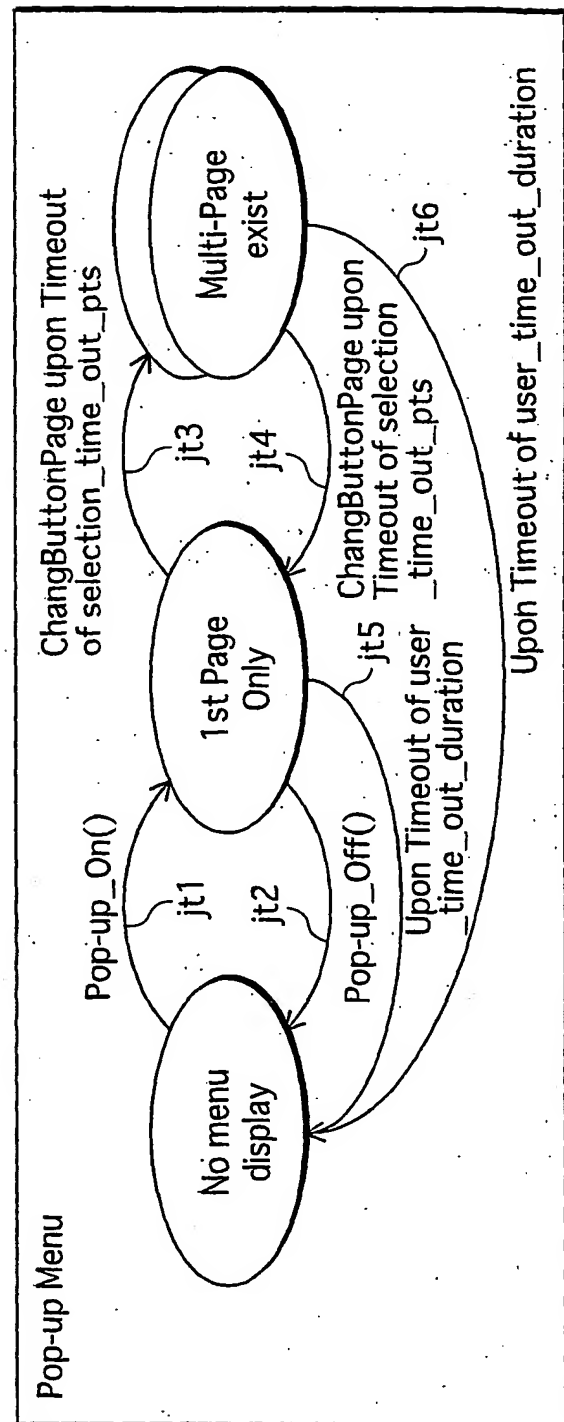 Pop-up Menu
Pop-up_On()
jt1
No menu
display
jt2
Pop-up_Off()
1st Page
Only
jt5
Upon Timeout of user
_time_out_duration
ChangButtonPage upon Timeout
of selection_time_out_pts
jt3
jt4
ChangButtonPage upon
Timeout of selection
_time_out_pts
Multi-Page
exist
jt6
Upon Timeout of user_time_out_duration